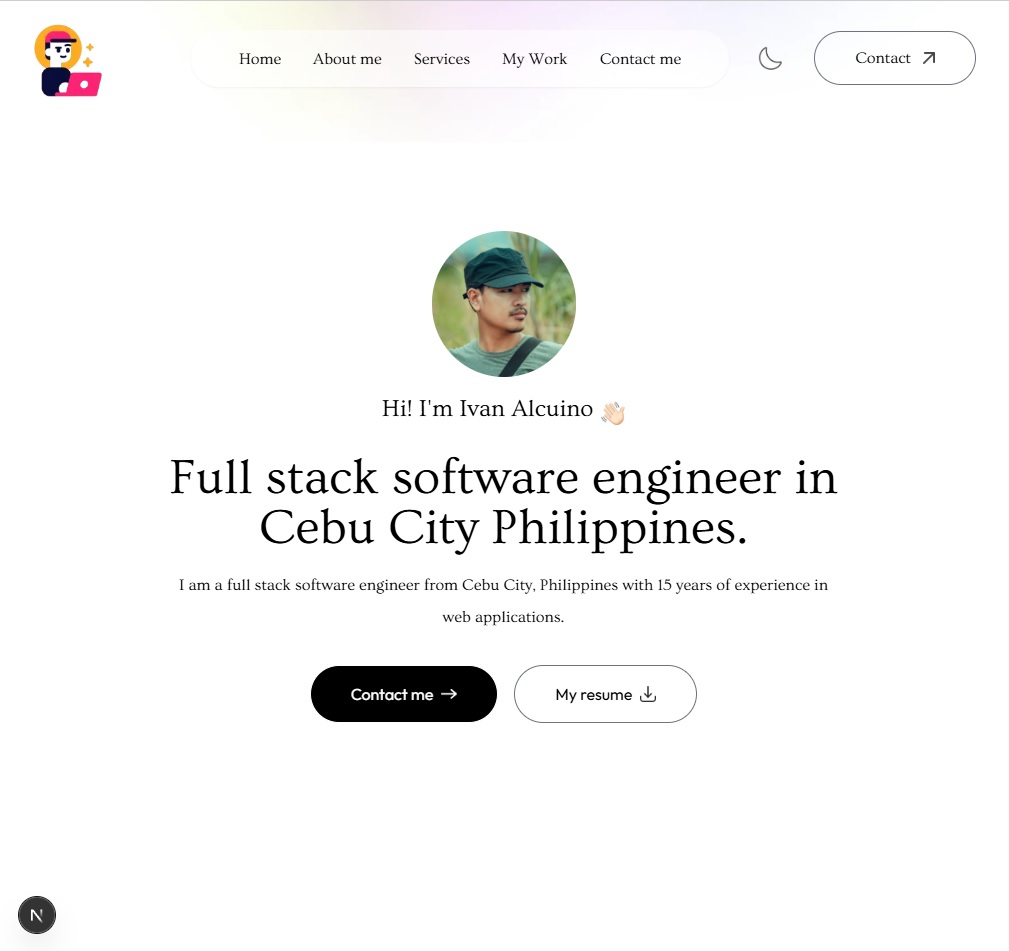 Home About me Services My Work Contact me Contact
Hi! I'm Ivan Alcuino 👋🏻
Full stack software engineer in
Cebu City Philippines.
I am a full stack software engineer from Cebu City, Philippines with 15 years of experience in
web applications.
Contact me → My resume
N